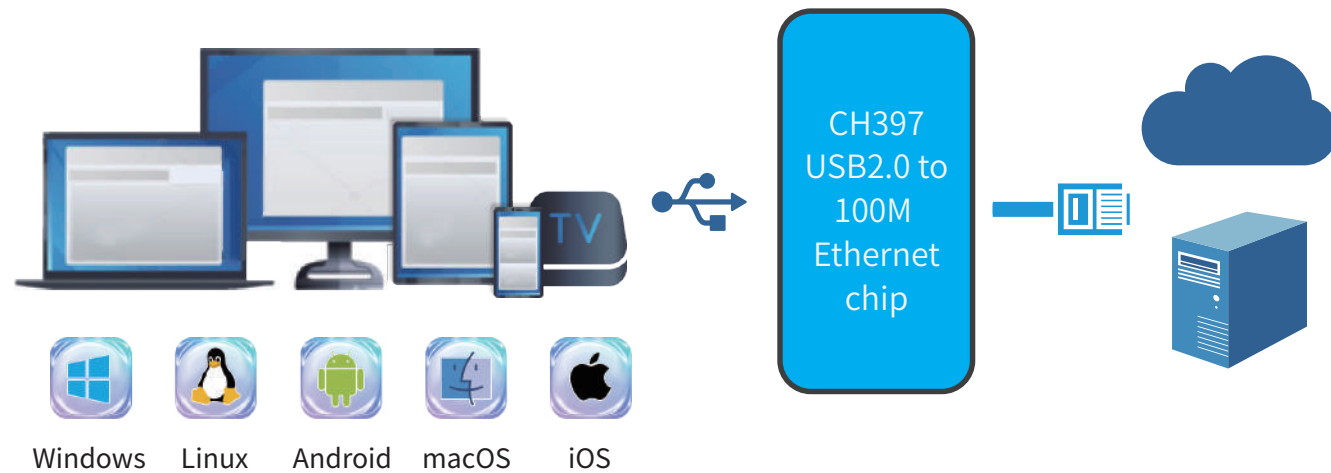 TV
CH397
USB2.0 to
100M
Ethernet
chip
Windows
Linux
Android
macOS
iOS